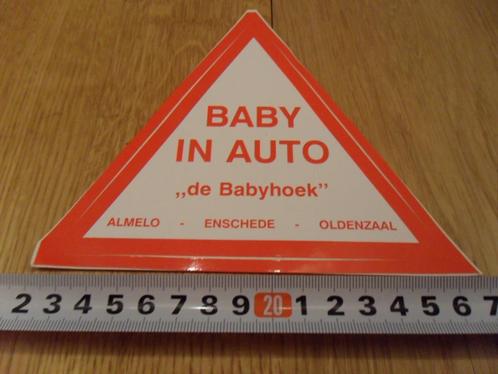 BABY
IN AUTO
„de Babyhoek”
ALMELO - ENSCHEDE - OLDENZAAL
2 3 4 5 6 7 8 9 20 1 2 3 4 5 6 7